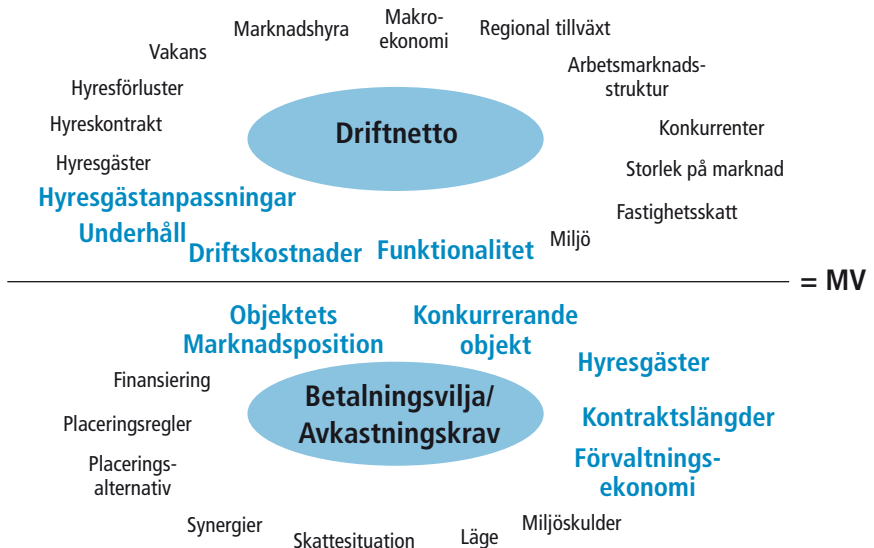 Makro-
ekonomi
Marknadshyra
Regional tillväxt
Vakans
Arbetsmarknads-
struktur
Hyresförluster
Hyreskontrakt
Driftnetto
Konkurrenter
Hyresgäster
Storlek på marknad
Hyresgästanpassningar
Fastighetsskatt
Underhåll
Driftskostnader
Funktionalitet
Miljö
= MV
Objektets
Marknadsposition
Konkurrerande
objekt
Hyresgäster
Finansiering
Betalningsvilja/
Avkastningskrav
Placeringsregler
Kontraktslängder
Placerings-
alternativ
Förvaltnings-
ekonomi
Synergier
Skattesituation
Läge
Miljöskulder